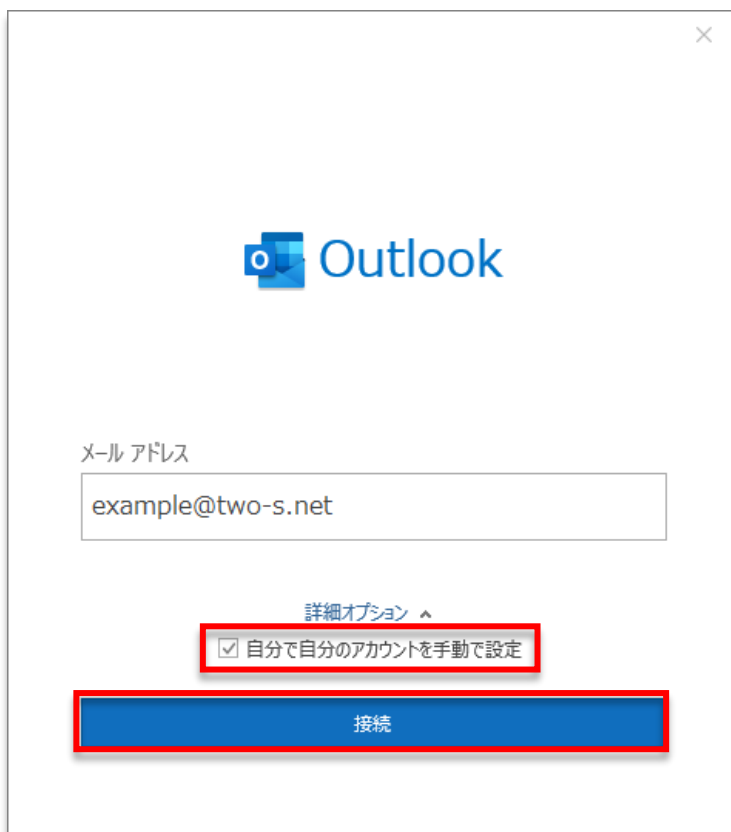 Outlook
メール アドレス
example@two-s.net
詳細オプション
自分で自分のアカウントを手動で設定
接続